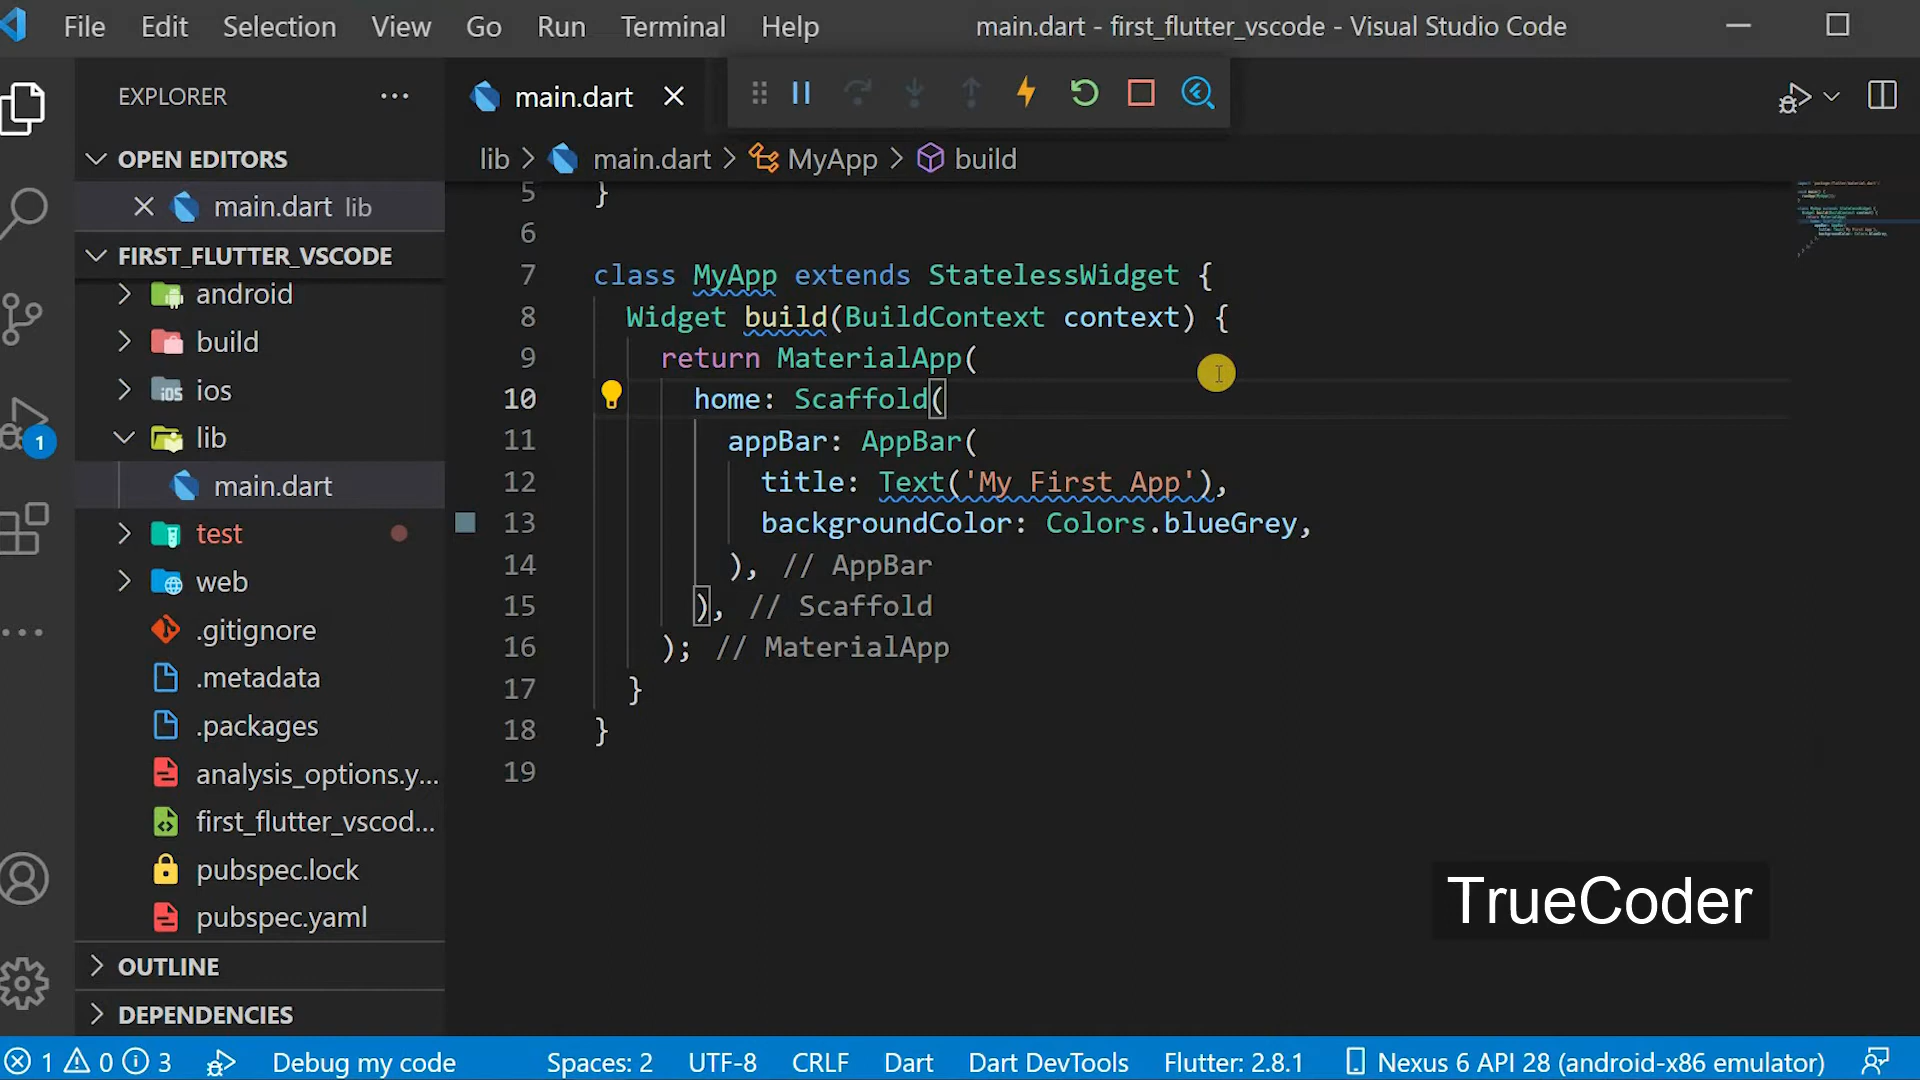 File Edit Selection View Go Run Terminal Help main.dart - first_flutter_vscode - Visual Studio Code
EXPLORER
main.dart
OPEN EDITORS
main.dart lib
FIRST_FLUTTER_VSCODE
android
build
ios
lib
main.dart
test
web
.gitignore
.metadata
.packages
analysis_options.y...
first_flutter_vscod...
pubspec.lock
pubspec.yaml
OUTLINE
DEPENDENCIES
1
lib > main.dart > MyApp > build
5 }
6
7 class MyApp extends StatelessWidget {
8 Widget build(BuildContext context) {
9 return MaterialApp(
10 home: Scaffold(
11 appBar: AppBar(
12 title: Text('My First App'),
13 backgroundColor: Colors.blueGrey,
14 ), // AppBar
15 ), // Scaffold
16 ); // MaterialApp
17 }
18 }
19
TrueCoder
1 0 3 Debug my code Spaces: 2 UTF-8 CRLF Dart Dart DevTools Flutter: 2.8.1 Nexus 6 API 28 (android-x86 emulator)